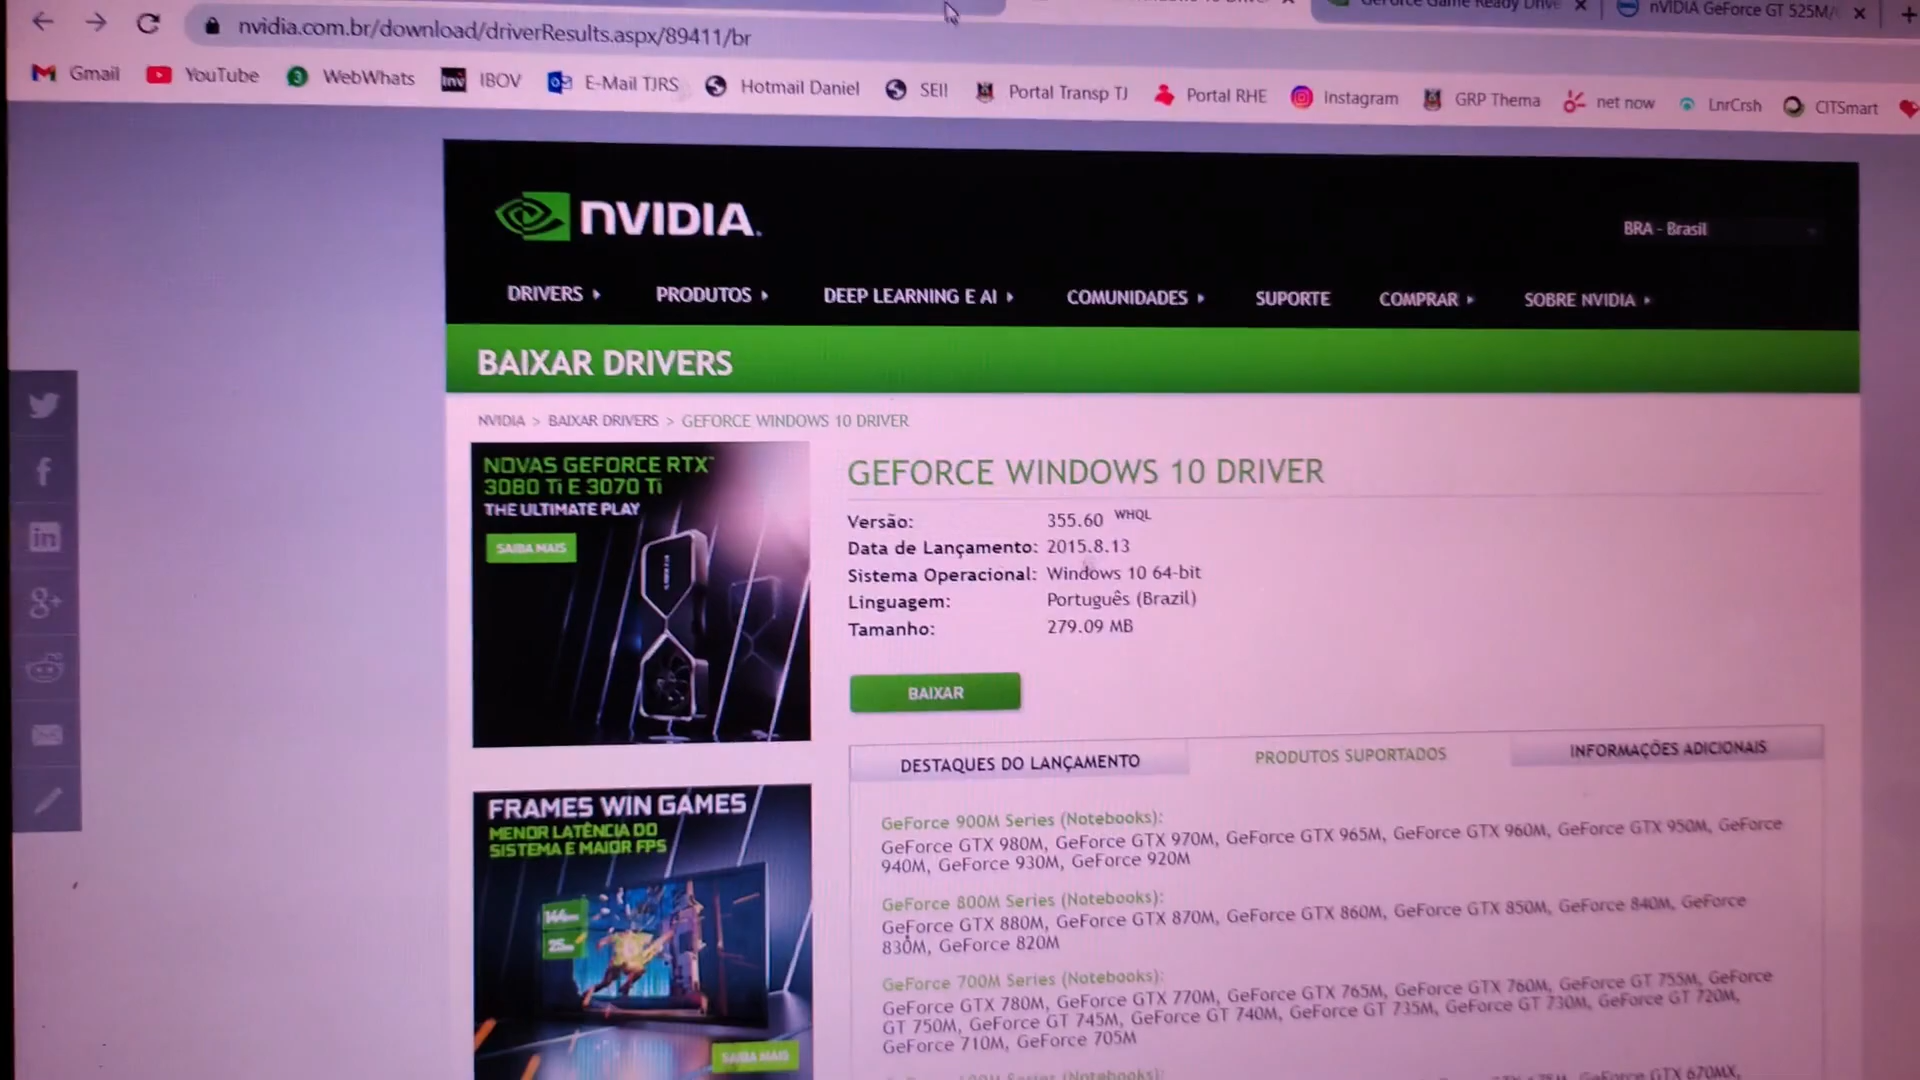 GeForce Game Ready Drive
nVIDIA GeForce GT 525M/
nvidia.com.br/download/driverResults.aspx/89411/br
Gmail
YouTube
3
WebWhats
Inv
IBOV
E-Mail TJRS
Hotmail Daniel
SEI!
Portal Transp TJ
Portal RHE
Instagram
GRP Thema
net now
LnrCrsh
CITSmart
NVIDIA.
BRA - Brasil
DRIVERS
PRODUTOS
DEEP LEARNING E AI
COMUNIDADES
SUPORTE
COMPRAR
SOBRE NVIDIA
BAIXAR DRIVERS
NVIDIA > BAIXAR DRIVERS > GEFORCE WINDOWS 10 DRIVER
NOVAS GEFORCE RTX™
3080 Ti E 3070 Ti
THE ULTIMATE PLAY
SAIBA MAIS
GEFORCE WINDOWS 10 DRIVER
Versão: 355.60 WHQL
Data de Lançamento: 2015.8.13
Sistema Operacional: Windows 10 64-bit
Linguagem: Português (Brazil)
Tamanho: 279.09 MB
BAIXAR
DESTAQUES DO LANÇAMENTO
PRODUTOS SUPORTADOS
INFORMAÇÕES ADICIONAIS
FRAMES WIN GAMES
MENOR LATÊNCIA DO
SISTEMA E MAIOR FPS
SAIBA MAIS
GeForce 900M Series (Notebooks):
GeForce GTX 980M, GeForce GTX 970M, GeForce GTX 965M, GeForce GTX 960M, GeForce GTX 950M, GeForce
940M, GeForce 930M, GeForce 920M
GeForce 800M Series (Notebooks):
GeForce GTX 880M, GeForce GTX 870M, GeForce GTX 860M, GeForce GTX 850M, GeForce 840M, GeForce
830M, GeForce 820M
GeForce 700M Series (Notebooks):
GeForce GTX 780M, GeForce GTX 770M, GeForce GTX 765M, GeForce GTX 760M, GeForce GT 755M, GeForce
GT 750M, GeForce GT 745M, GeForce GT 740M, GeForce GT 735M, GeForce GT 730M, GeForce GT 720M,
GeForce 710M, GeForce 705M
GTX 670MX,